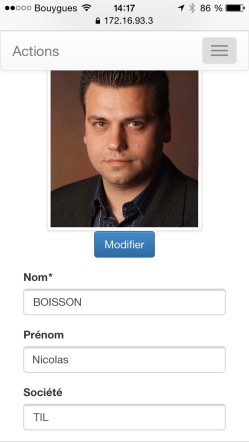 Bouygues 14:17 86 %
172.16.93.3
Actions
Modifier
Nom*
BOISSON
Prénom
Nicolas
Société
TIL